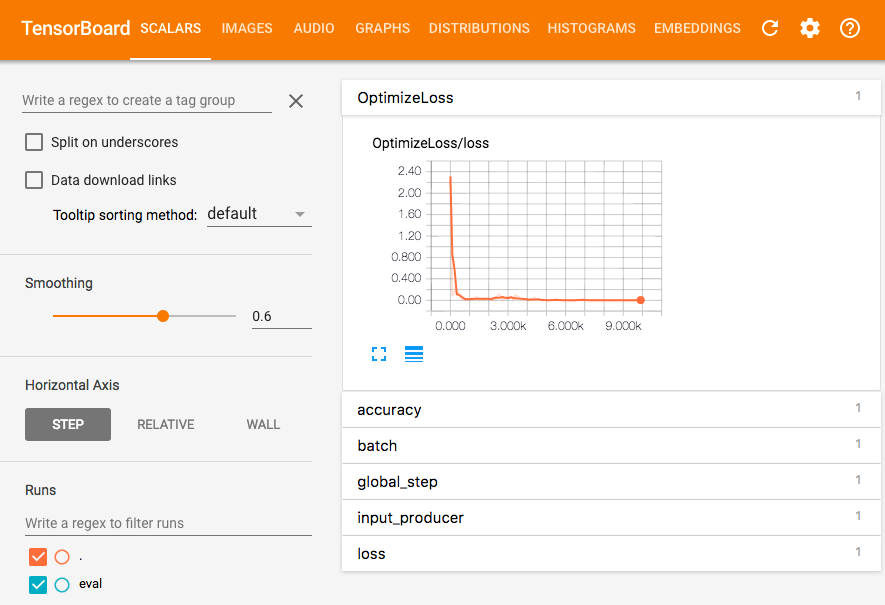 TensorBoard SCALARS IMAGES AUDIO GRAPHS DISTRIBUTIONS HISTOGRAMS EMBEDDINGS
Write a regex to create a tag group
Split on underscores
Data download links
Tooltip sorting method: default
Smoothing
0.6
Horizontal Axis
STEP RELATIVE WALL
Runs
Write a regex to filter runs
.
eval
OptimizeLoss 1
OptimizeLoss/loss
2.40
2.00
1.60
1.20
0.800
0.400
0.00
0.000 3.000k 6.000k 9.000k
accuracy 1
batch 1
global_step 1
input_producer 1
loss 1